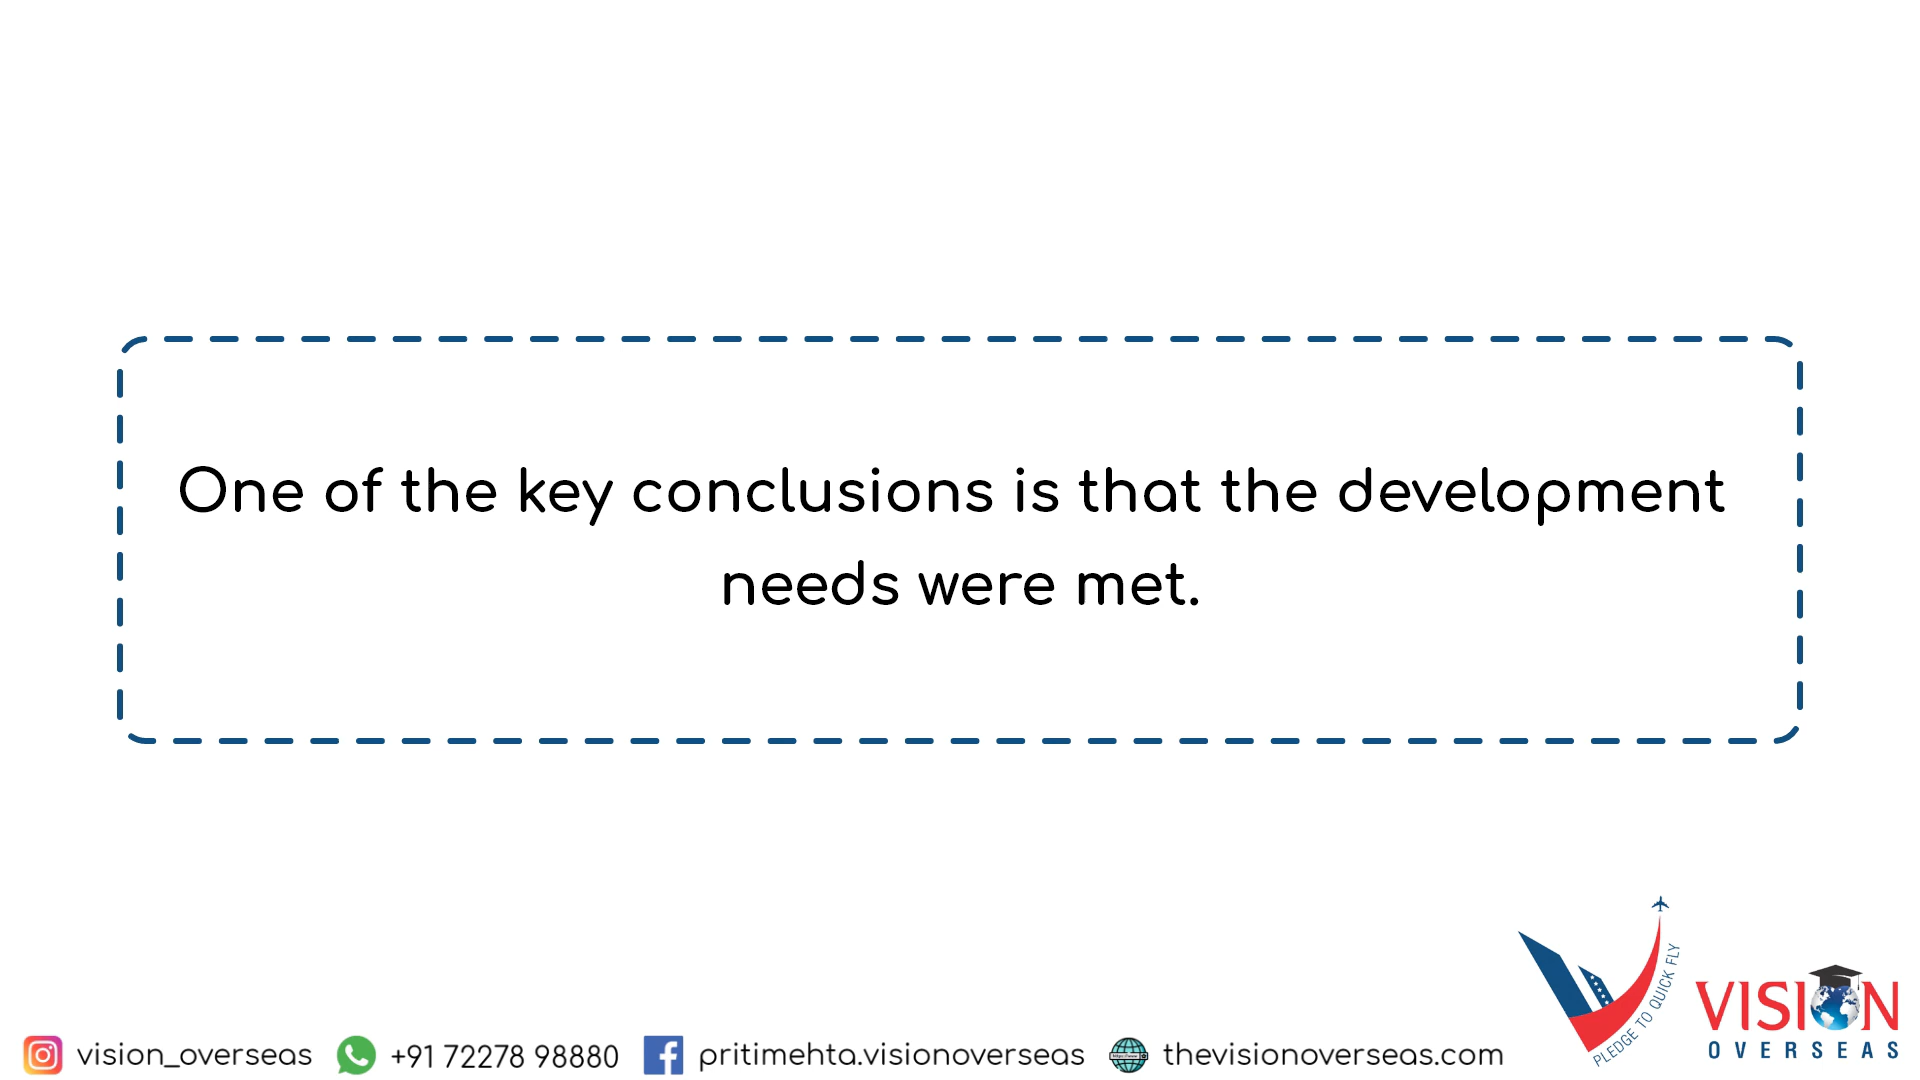 One of the key conclusions is that the development
needs were met.
PLEDGE TO QUICK FLY
VISION
OVERSEAS
vision_overseas +91 72278 98880 pritimehta.visionoverseas thevisionoverseas.com